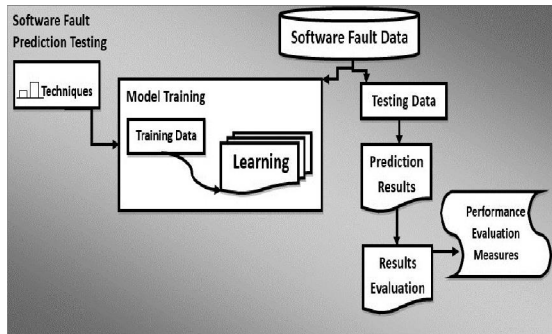 Software Fault
Prediction Testing
Techniques
Software Fault Data
Model Training
Training Data
Learning
Testing Data
Prediction
Results
Results
Evaluation
Performance
Evaluation
Measures